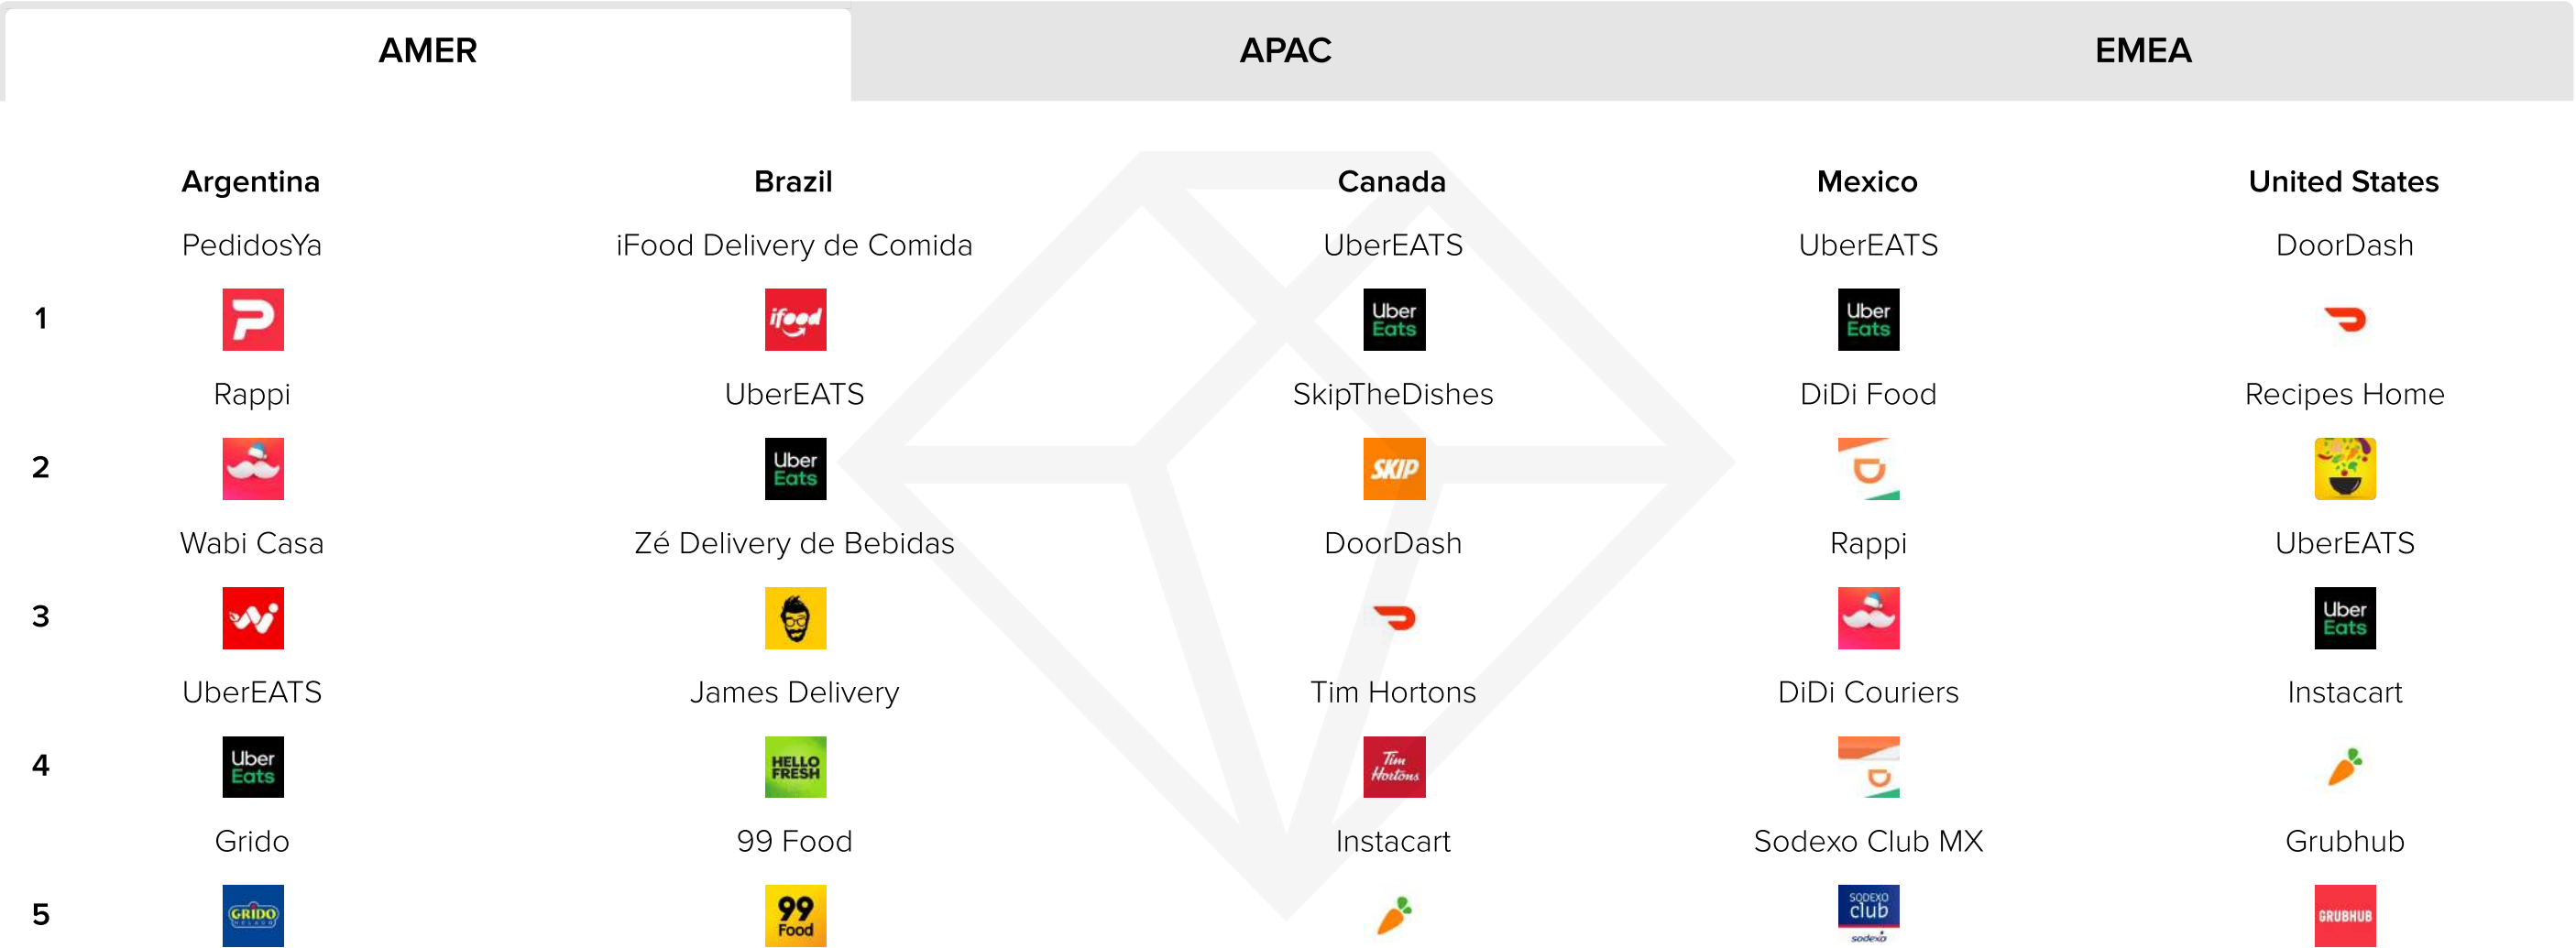 AMER APAC EMEA
Argentina Brazil Canada Mexico United States
PedidosYa iFood Delivery de Comida UberEATS UberEATS DoorDash
1 ifood Uber Eats Uber Eats
Rappi UberEATS SkipTheDishes DiDi Food Recipes Home
2 Uber Eats SKIP
Wabi Casa Zé Delivery de Bebidas DoorDash Rappi UberEATS
3 Uber Eats
UberEATS James Delivery Tim Hortons DiDi Couriers Instacart
4 Uber Eats HELLO FRESH Tim Hortons
Grido 99 Food Instacart Sodexo Club MX Grubhub
5 GRIDO HELADO 99 Food SODEXO club sodexo GRUBHUB